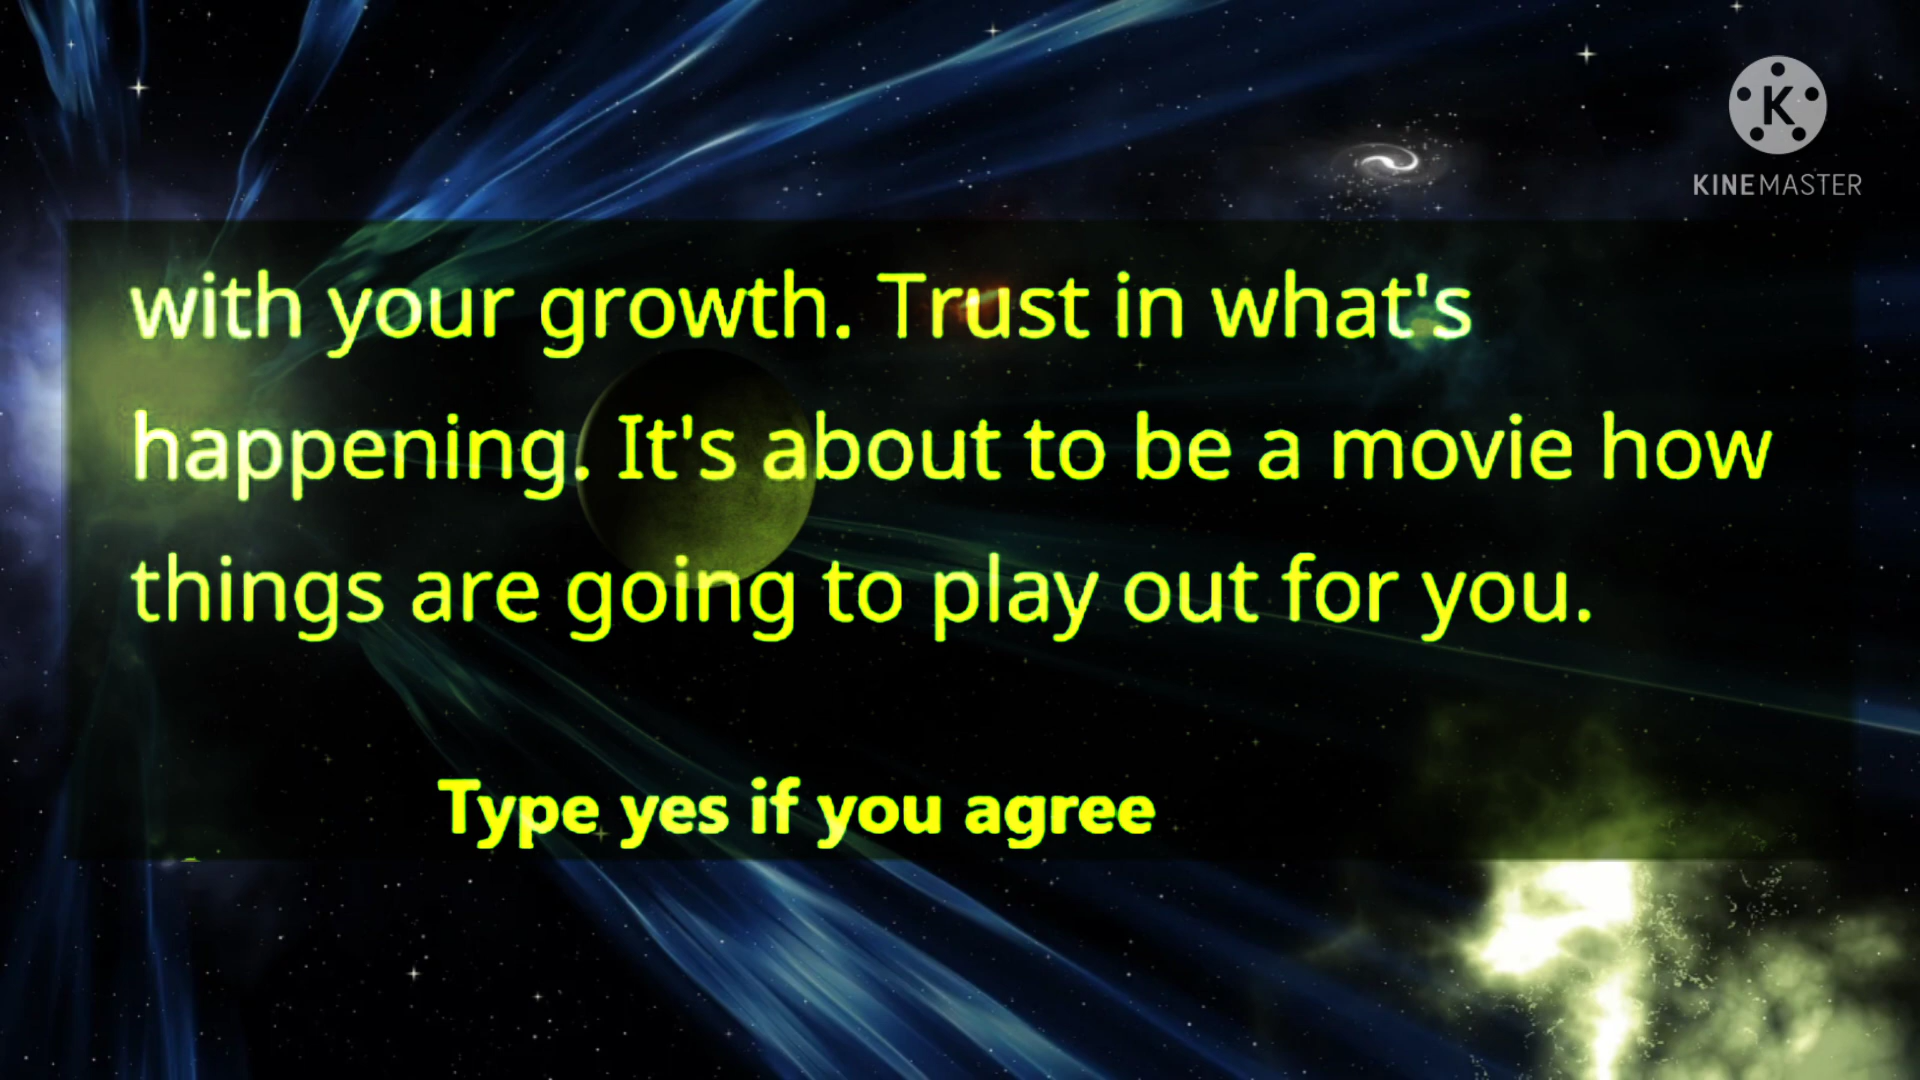 KINEMASTER
with your growth. Trust in what's
happening. It's about to be a movie how
things are going to play out for you.
Type yes if you agree